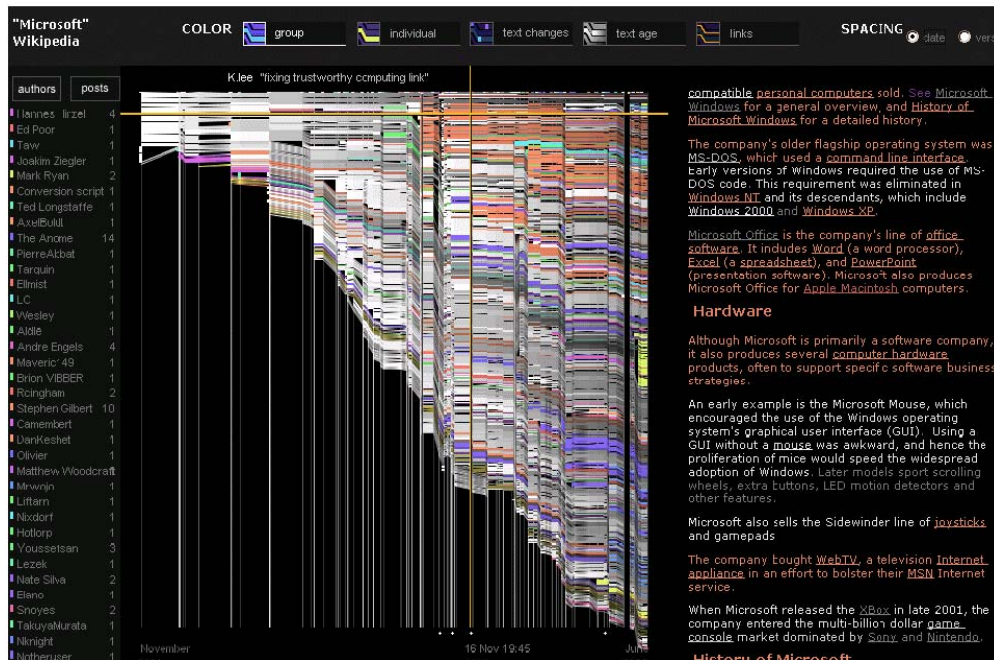 "Microsoft"
Wikipedia
COLOR group individual text changes text age links SPACING date vers
authors posts
K.lee "fixing trustworthy computing link"
Hannes Hirzel 4
Ed Poor 1
Taw 1
Joakim Ziegler 1
Mark Ryan 2
Conversion script 1
Ted Longstaffe 1
AxelBoldt 1
The Anome 14
PierreAbbat 1
Tarquin 1
Ellmist 1
LC 1
Wesley 1
Aldie 1
Andre Engels 4
Maveric149 1
Brion VIBBER 1
Rcingham 2
Stephen Gilbert 10
Camembert 1
DanKeshet 1
Olivier 1
Matthew Woodcraft
Mrwojo 1
Liftarn 1
Nixdorf 1
Hotlorp 1
Youssefsan 3
Lezek 1
Nate Silva 2
Elano 1
Snoyes 2
TakuyaMurata 1
Nknight 1
Notheruser 1
November 16 Nov 19:45 June
compatible personal computers sold. See Microsoft
Windows for a general overview, and History of
Microsoft Windows for a detailed history.
The company's older flagship operating system was
MS-DOS, which used a command line interface.
Early versions of Windows required the use of MS-
DOS code. This requirement was eliminated in
Windows NT and its descendants, which include
Windows 2000 and Windows XP.
Microsoft Office is the company's line of office
software. It includes Word (a word processor),
Excel (a spreadsheet), and PowerPoint
(presentation software). Microsoft also produces
Microsoft Office for Apple Macintosh computers.
Hardware
Although Microsoft is primarily a software company,
it also produces several computer hardware
products, often to support specific software business
strategies.
An early example is the Microsoft Mouse, which
encouraged the use of the Windows operating
system's graphical user interface (GUI). Using a
GUI without a mouse was awkward, and hence the
proliferation of mice would speed the widespread
adoption of Windows. Later models sport scrolling
wheels, extra buttons, LED motion detectors and
other features.
Microsoft also sells the Sidewinder line of joysticks
and gamepads
The company bought WebTV, a television Internet
appliance in an effort to bolster their MSN Internet
service.
When Microsoft released the XBox in late 2001, the
company entered the multi-billion dollar game
console market dominated by Sony and Nintendo.
History of Microsoft